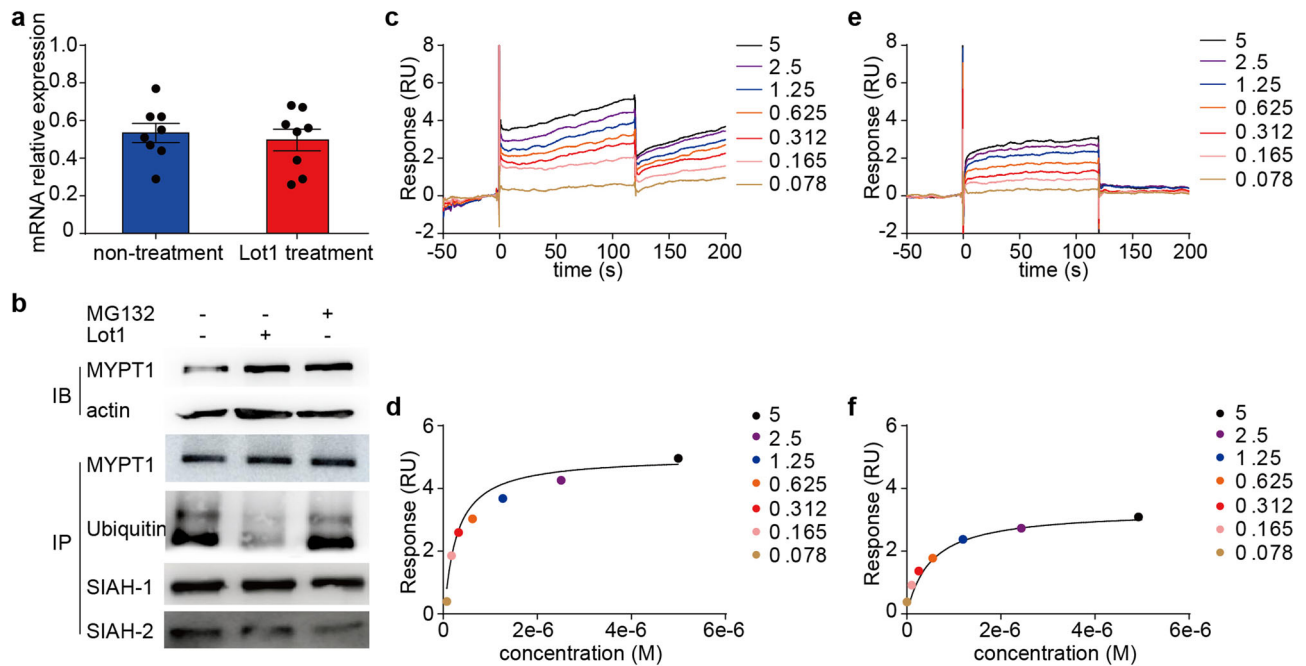 a
mRNA relative expression
1.0
0.8
0.6
0.4
0.2
0
non-treatment
Lot1 treatment
b
MG132 - - +
Lot1 - + -
IB
MYPT1
actin
IP
MYPT1
Ubiquitin
SIAH-1
SIAH-2
c
Response (RU)
8
6
4
2
0
-2
-50 0 50 100 150 200
time (s)
5
2.5
1.25
0.625
0.312
0.165
0.078
d
Response (RU)
6
4
2
0
0 2e-6 4e-6 6e-6
concentration (M)
5
2.5
1.25
0.625
0.312
0.165
0.078
e
Response (RU)
8
6
4
2
0
-2
-50 0 50 100 150 200
time (s)
5
2.5
1.25
0.625
0.312
0.165
0.078
f
Response (RU)
6
4
2
0
0 2e-6 4e-6 6e-6
concentration (M)
5
2.5
1.25
0.625
0.312
0.165
0.078